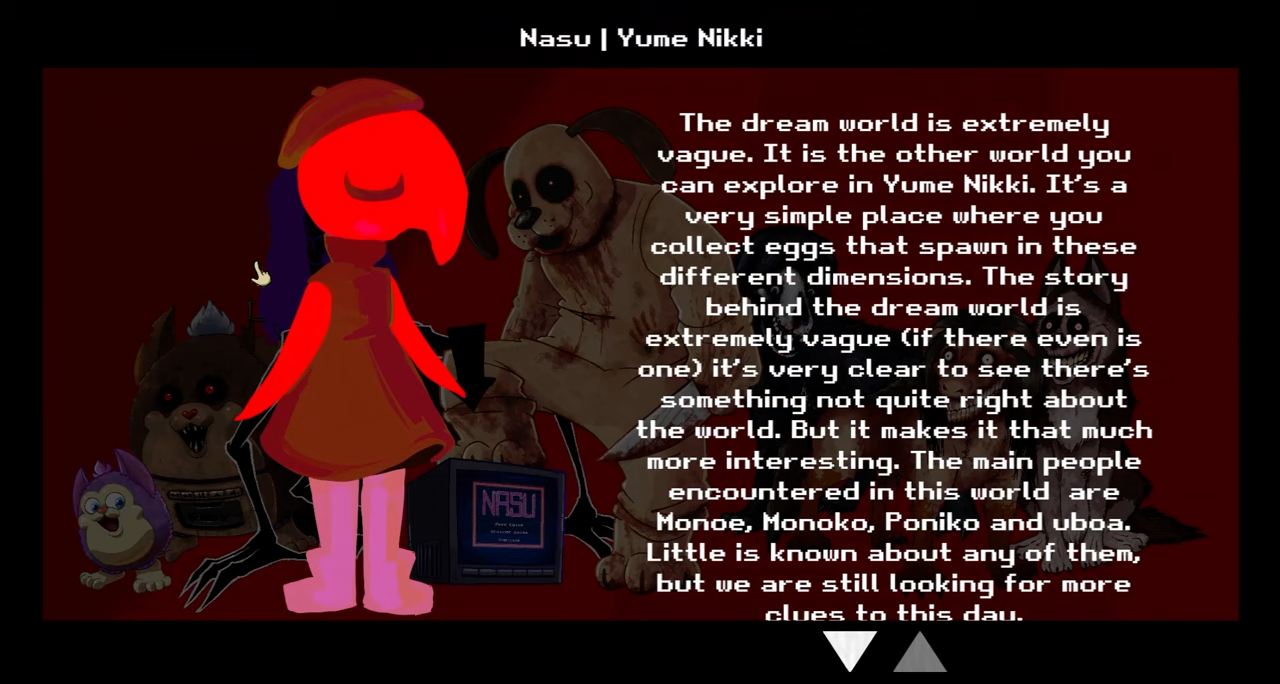 Nasu | Yume Nikki
The dream world is extremely
vague. It is the other world you
can explore in Yume Nikki. It's a
very simple place where you
collect eggs that spawn in these
different dimensions. The story
behind the dream world is
extremely vague (if there even is
one) it's very clear to see there's
something not quite right about
the world. But it makes it that much
more interesting. The main people
encountered in this world are
Monoe, Monoko, Poniko and uboa.
Little is known about any of them,
but we are still looking for more
clues to this day.
NASU